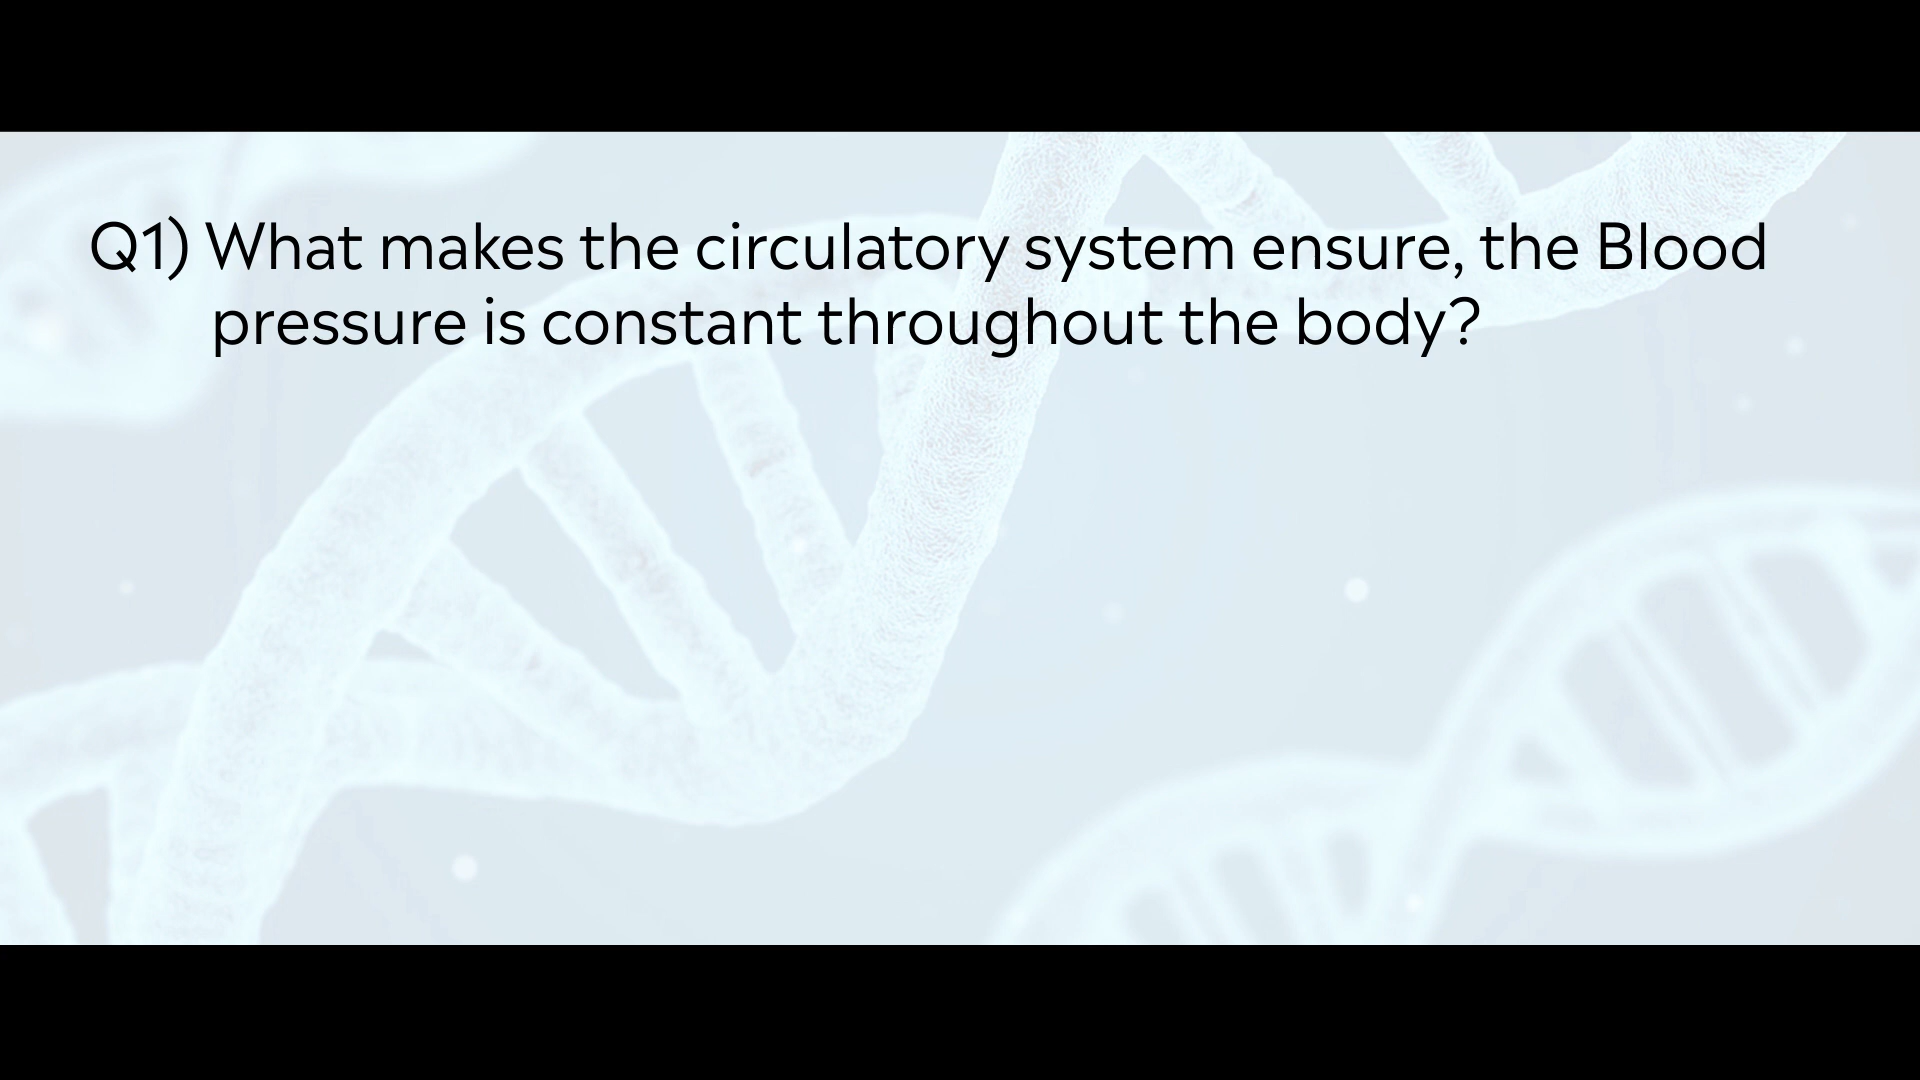 Q1) What makes the circulatory system ensure, the Blood
pressure is constant throughout the body?